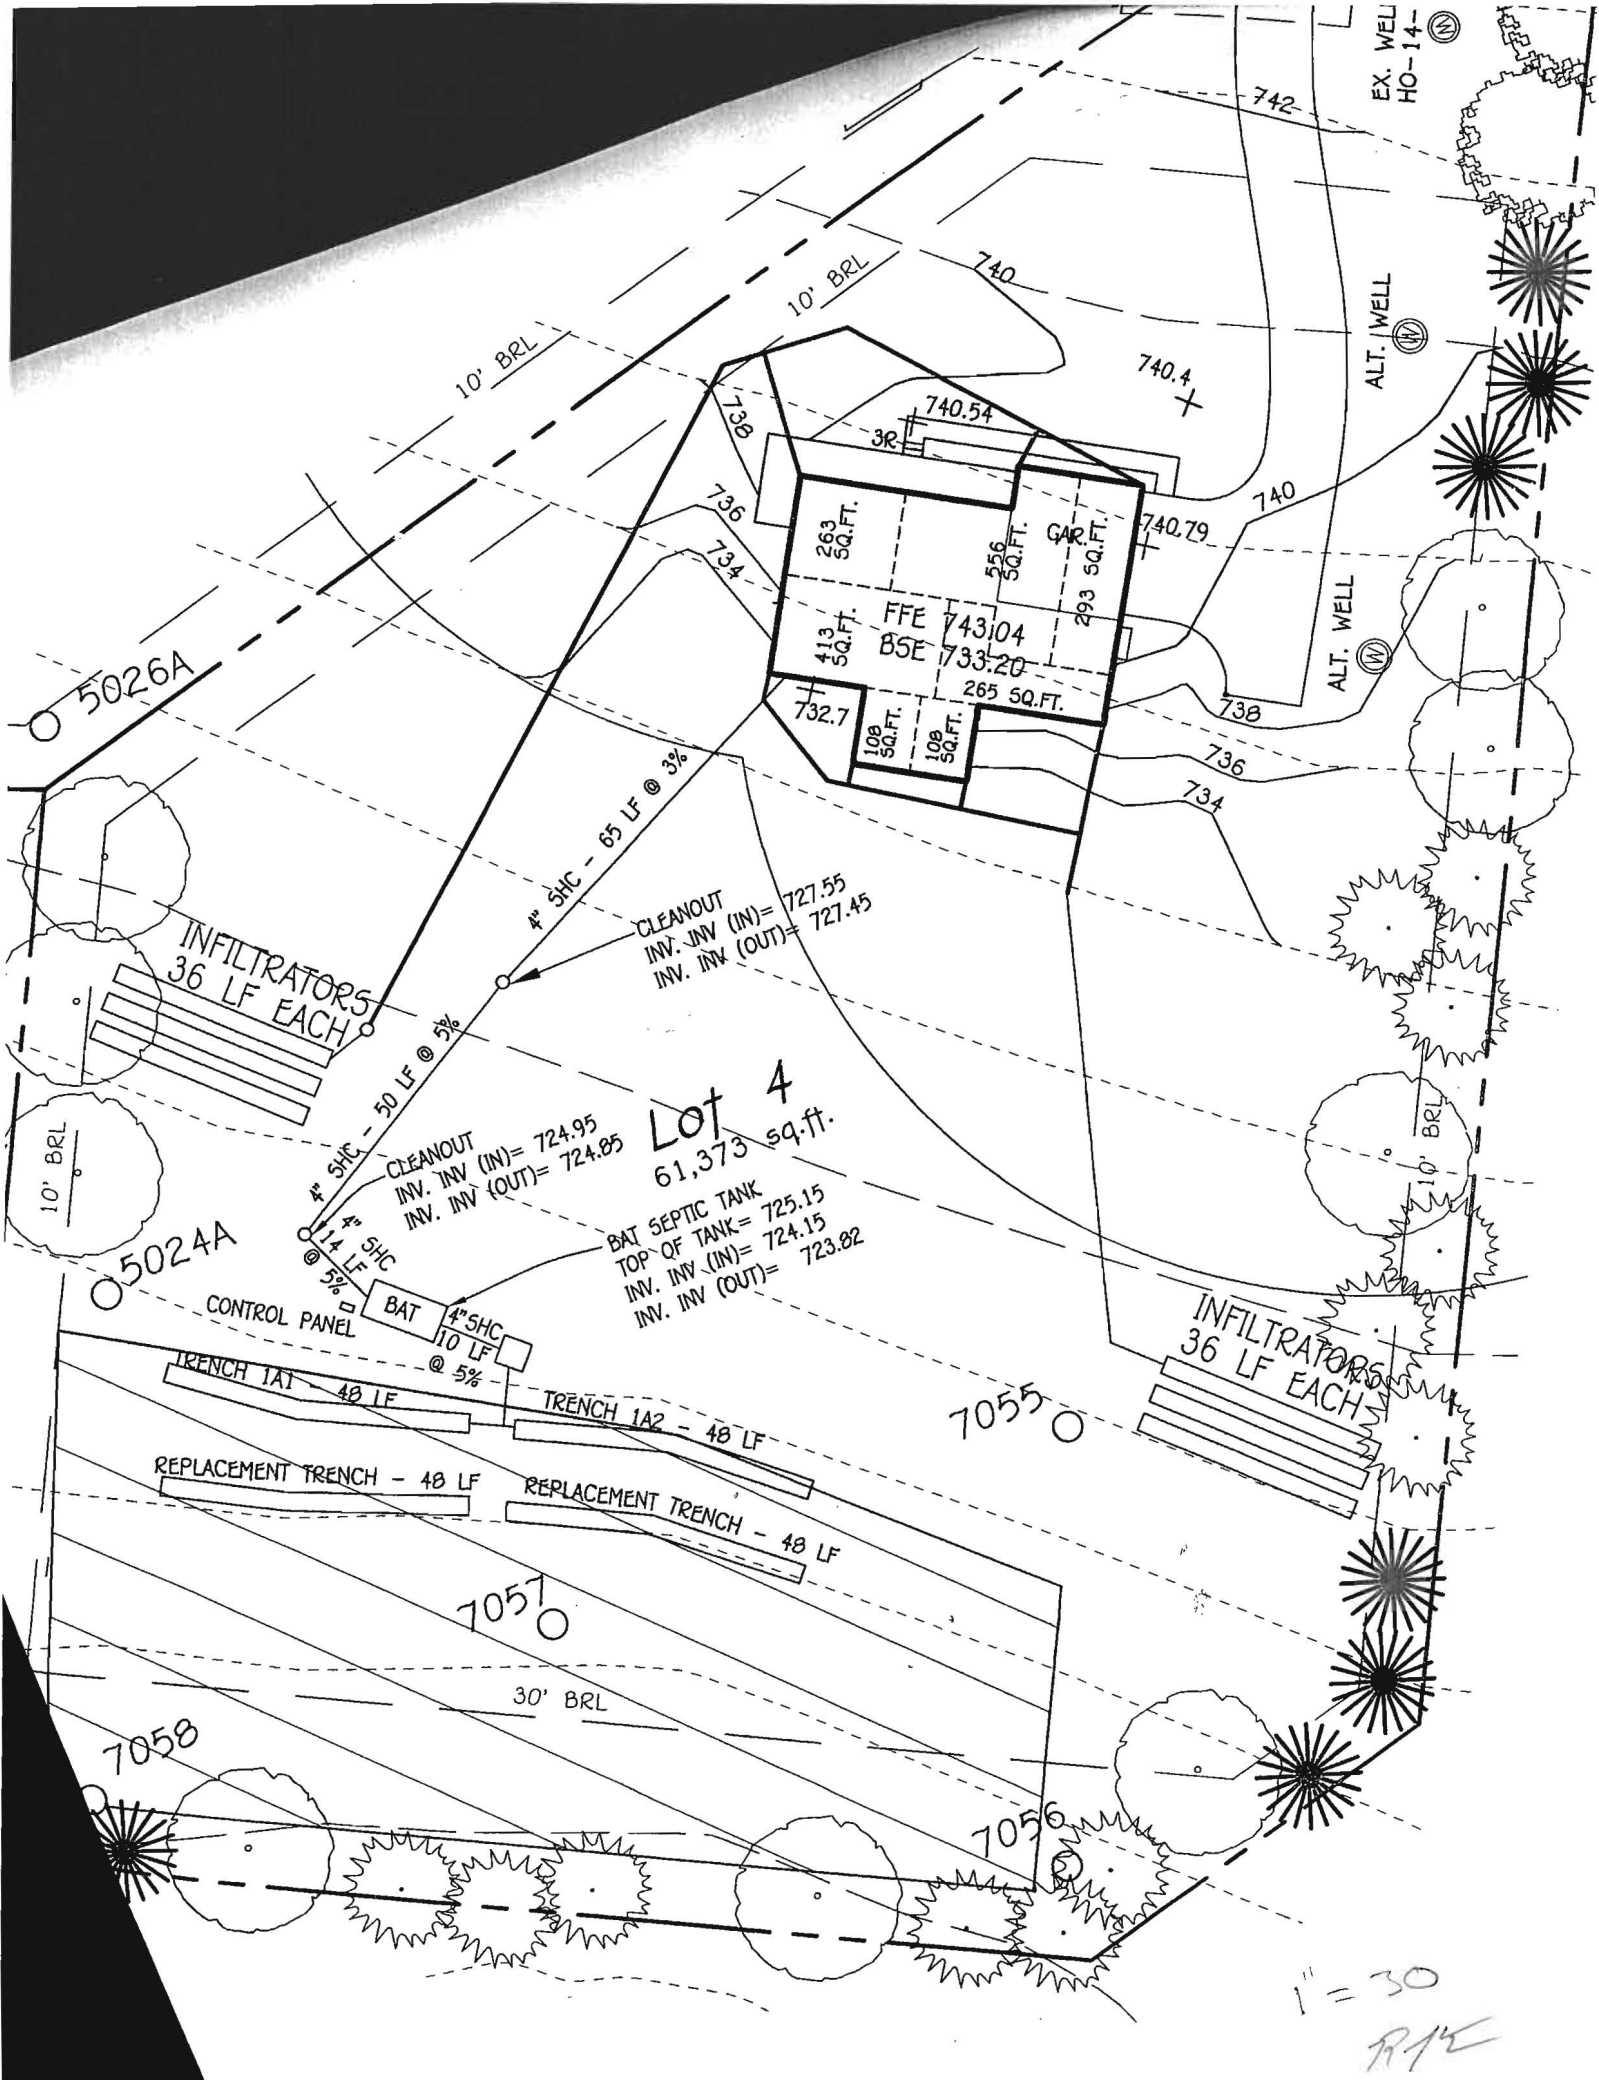 EX. WELL
HO-14-
742
10' BRL
740
10' BRL
ALT. WELL
740.4
738
740.54
3R
736
740
740.79
263
SQ.FT.
556
SQ.FT.
GAR.
293 SQ.FT.
734
FFE 743.04
BSE 733.20
413
SQ.FT.
265 SQ.FT.
ALT. WELL
5026A
732.7
108
SQ.FT.
108
SQ.FT.
738
736
734
4" SHC - 65 LF @ 3%
CLEANOUT
INV. INV (IN)= 727.55
INV. INV (OUT)= 727.45
INFILTRATORS
36 LF EACH
4" SHC - 50 LF @ 5%
Lot 4
61,373 sq.ft.
CLEANOUT
INV. INV (IN)= 724.95
INV. INV (OUT)= 724.85
10' BRL
10' BRL
BAT SEPTIC TANK
TOP OF TANK= 725.15
INV. INV (IN)= 724.15
INV. INV (OUT)= 723.82
5024A
4" SHC
14 LF
@ 5%
CONTROL PANEL
BAT
4"SHC
10 LF
@ 5%
INFILTRATORS
36 LF EACH
TRENCH 1A1 - 48 LF
TRENCH 1A2 - 48 LF
7055
REPLACEMENT TRENCH - 48 LF
REPLACEMENT TRENCH - 48 LF
7057
30' BRL
7058
7056
1" = 30